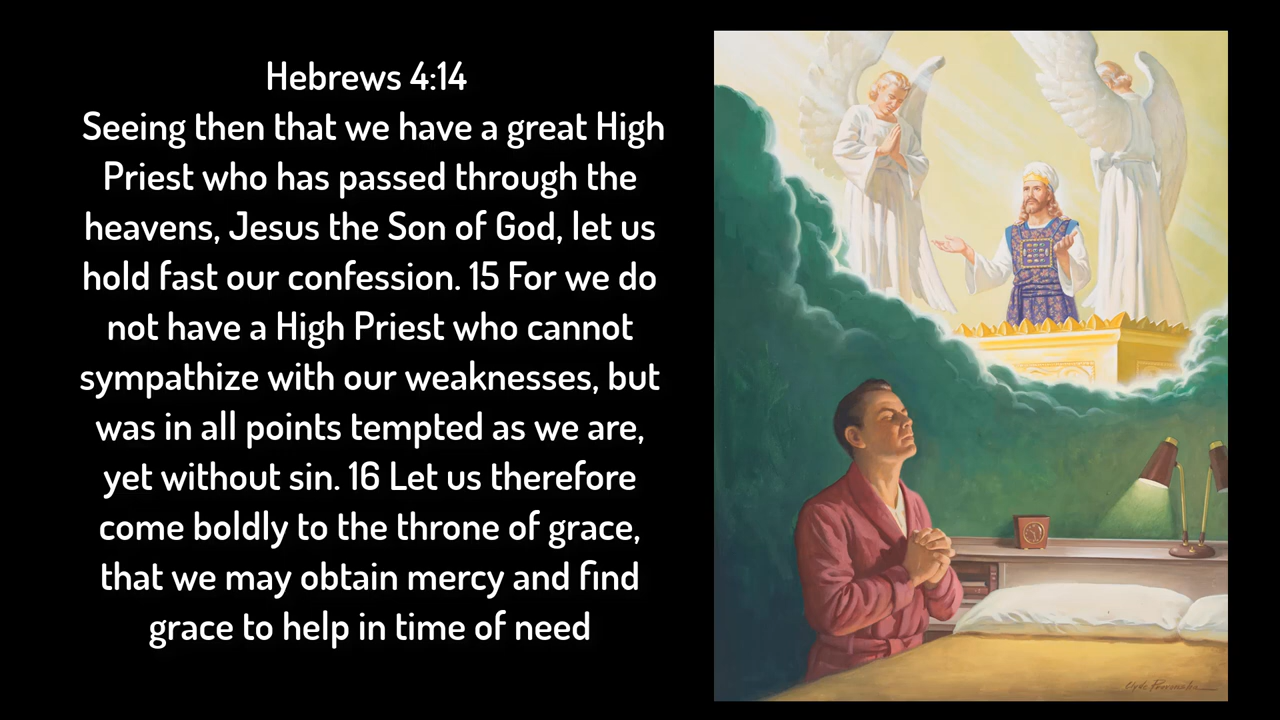 Hebrews 4:14
Seeing then that we have a great High
Priest who has passed through the
heavens, Jesus the Son of God, let us
hold fast our confession. 15 For we do
not have a High Priest who cannot
sympathize with our weaknesses, but
was in all points tempted as we are,
yet without sin. 16 Let us therefore
come boldly to the throne of grace,
that we may obtain mercy and find
grace to help in time of need